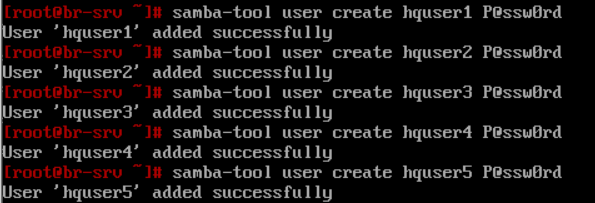 [root@br-srv ~]# samba-tool user create hquser1 P@ssw0rd
User 'hquser1' added successfully
[root@br-srv ~]# samba-tool user create hquser2 P@ssw0rd
User 'hquser2' added successfully
[root@br-srv ~]# samba-tool user create hquser3 P@ssw0rd
User 'hquser3' added successfully
[root@br-srv ~]# samba-tool user create hquser4 P@ssw0rd
User 'hquser4' added successfully
[root@br-srv ~]# samba-tool user create hquser5 P@ssw0rd
User 'hquser5' added successfully